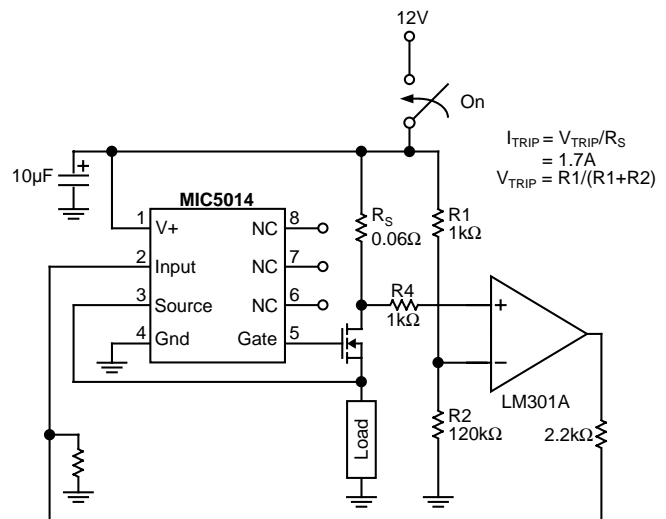 12V
On
I_TRIP = V_TRIP/R_S
= 1.7A
V_TRIP = R1/(R1+R2)
10µF
+
MIC5014
1 V+ NC 8
2 Input NC 7
3 Source NC 6
4 Gnd Gate 5
R_S
0.06Ω
R1
1kΩ
R4
1kΩ
+
−
LM301A
R2
120kΩ
2.2kΩ
Load